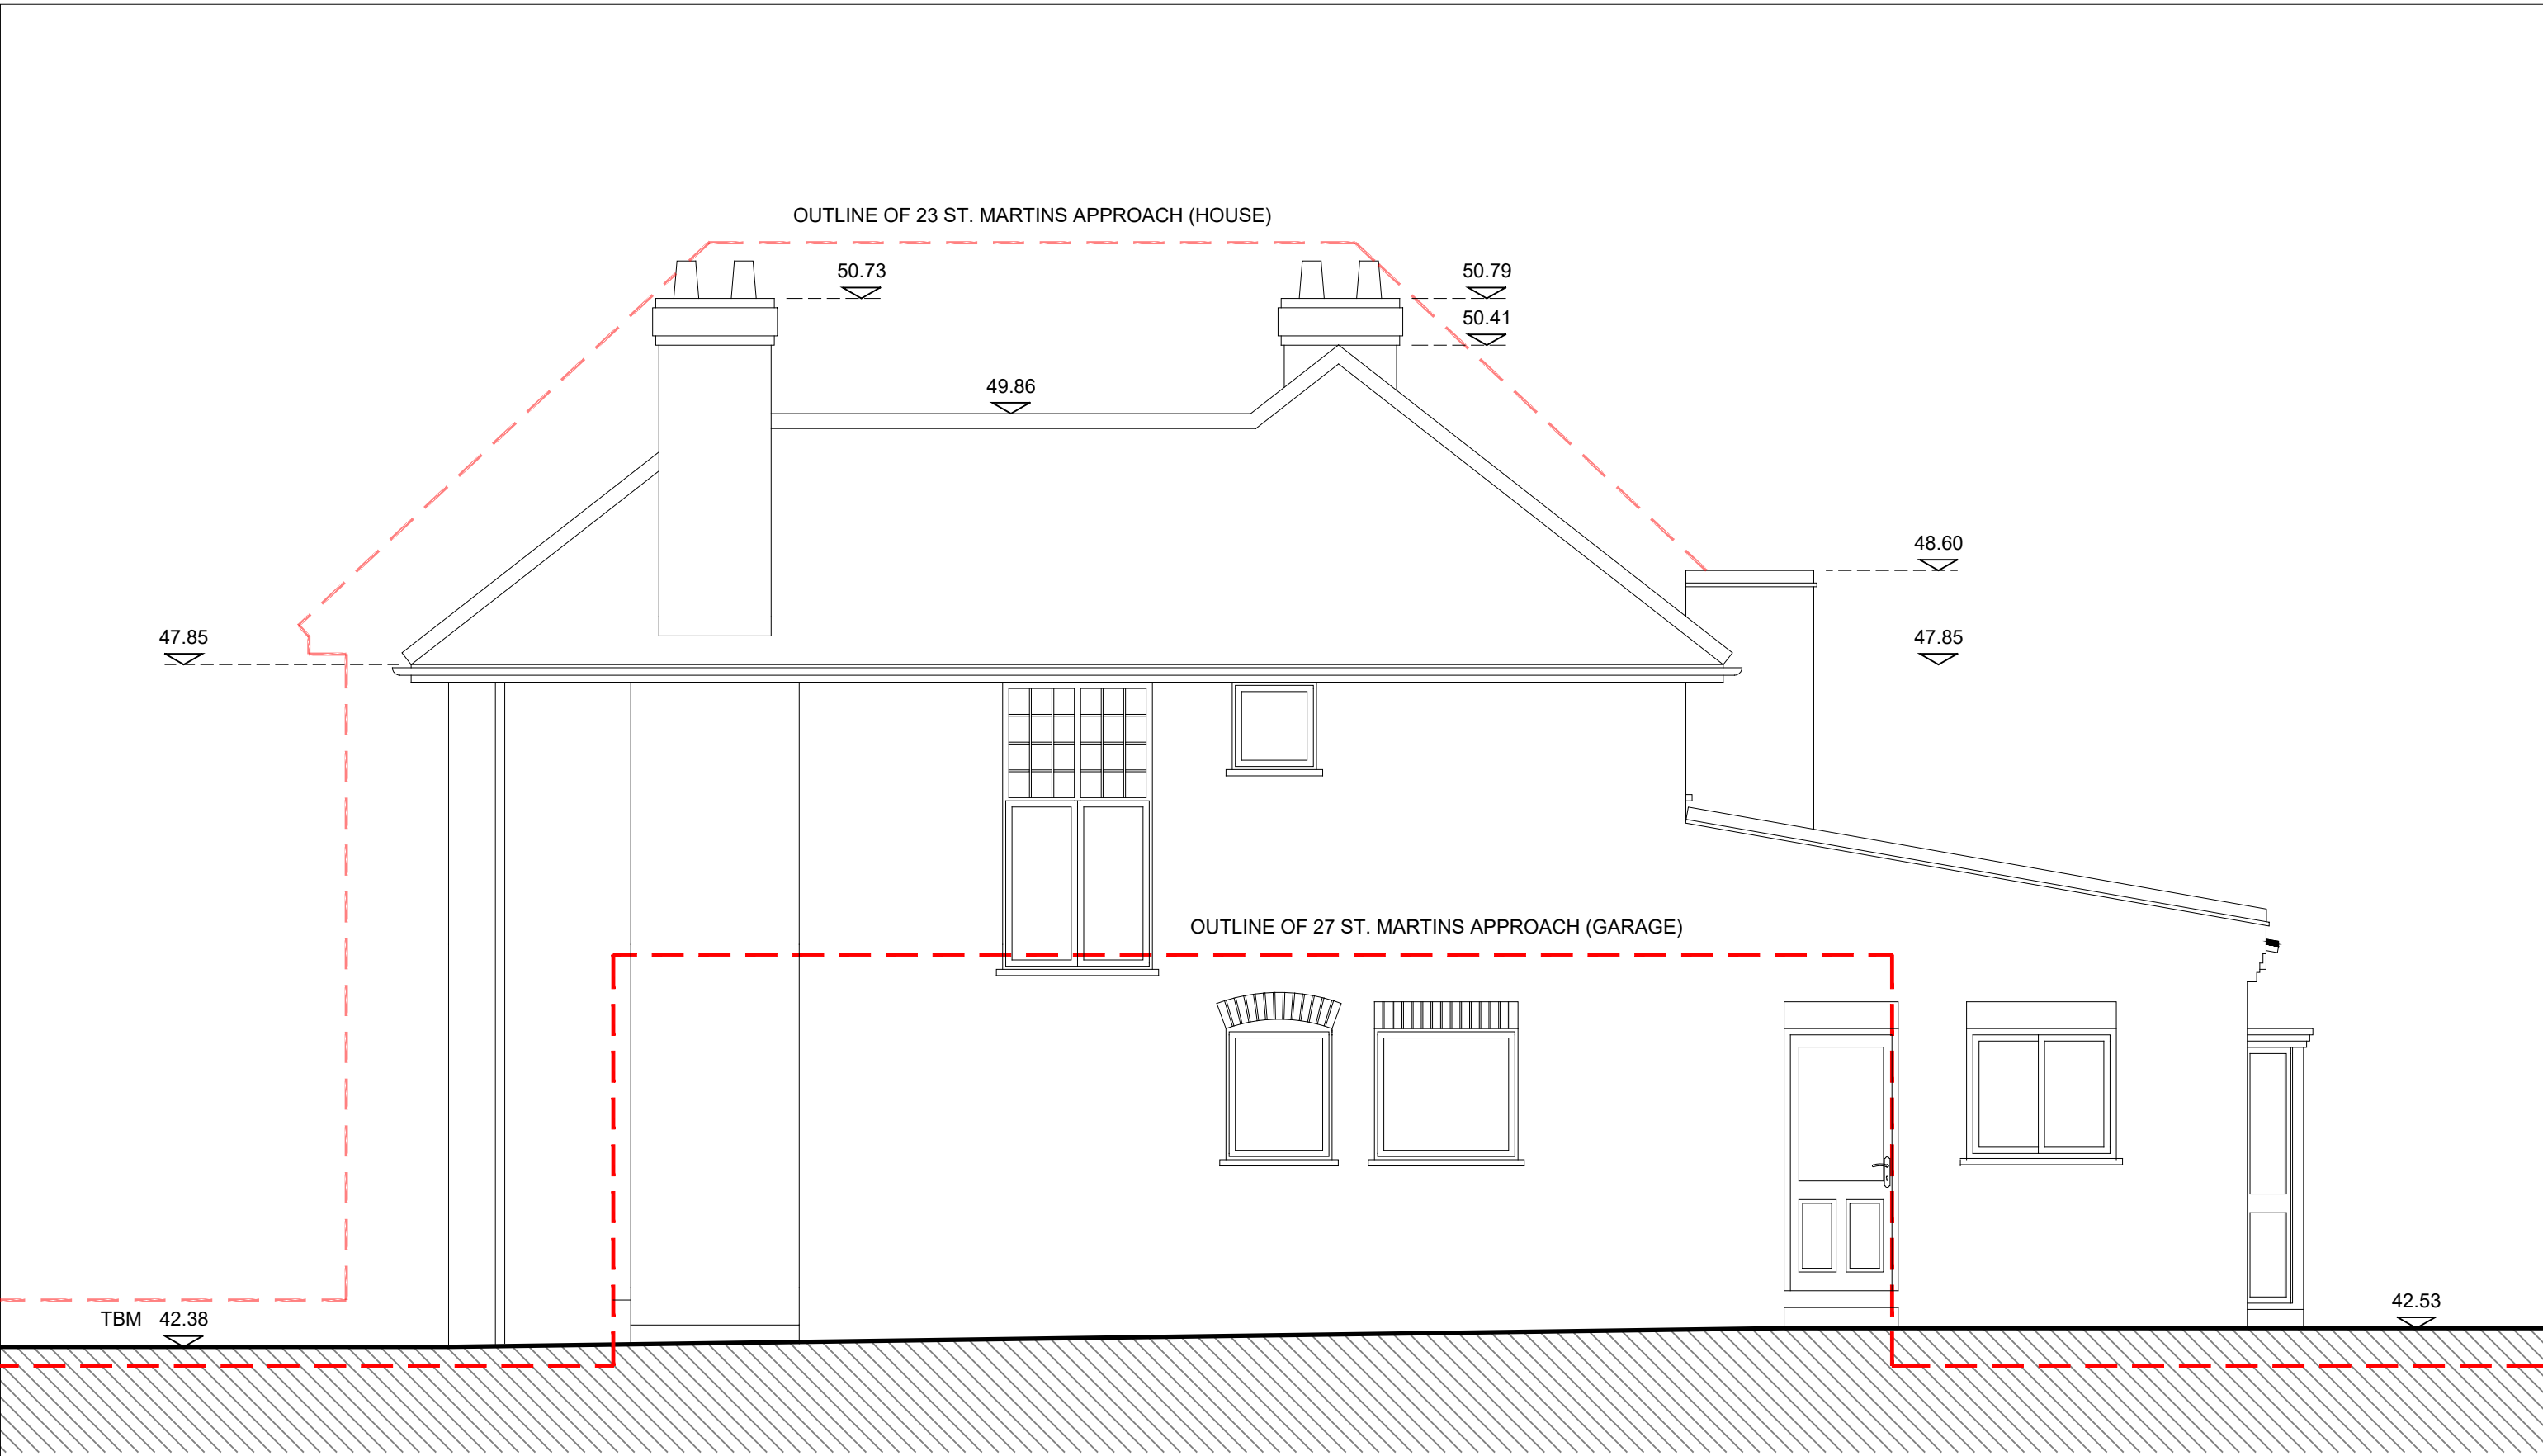 OUTLINE OF 23 ST. MARTINS APPROACH (HOUSE)
50.73
50.79
50.41
49.86
48.60
47.85
47.85
OUTLINE OF 27 ST. MARTINS APPROACH (GARAGE)
TBM 42.38
42.53